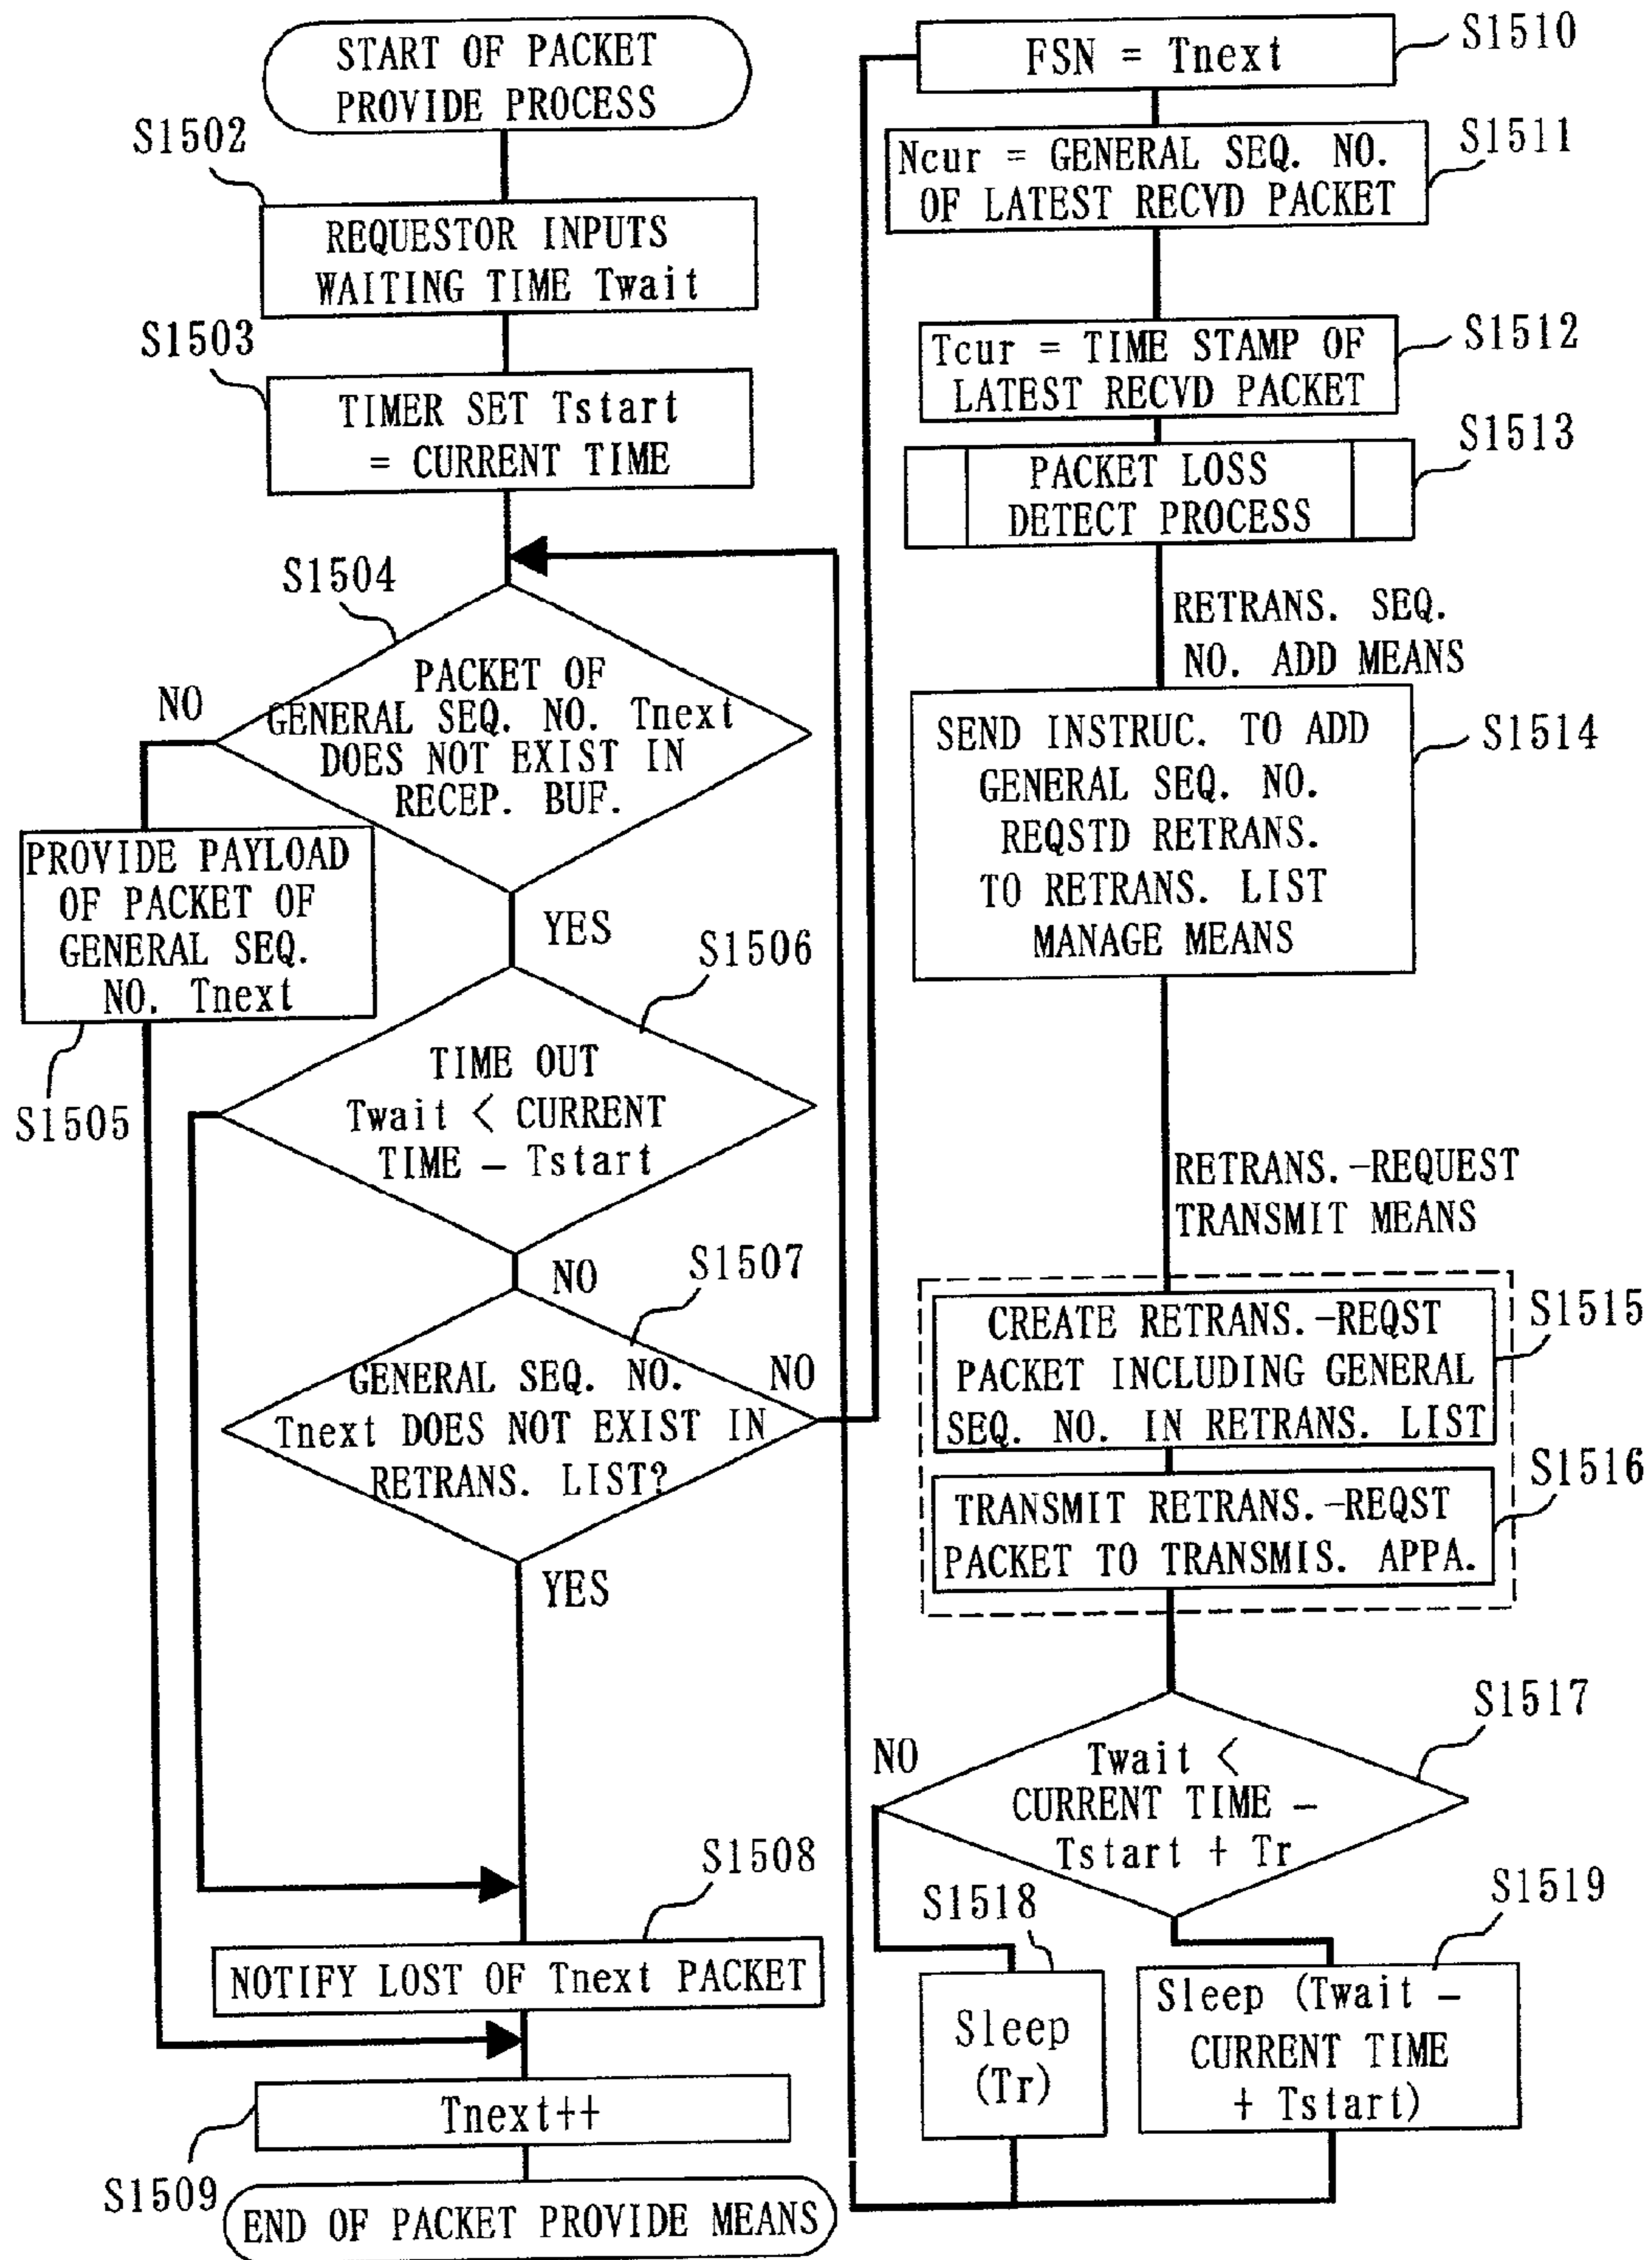 START OF PACKET
PROVIDE PROCESS
S1502
REQUESTOR INPUTS
WAITING TIME Twait
S1503
TIMER SET Tstart
= CURRENT TIME
S1504
PACKET OF
GENERAL SEQ. NO. Tnext
DOES NOT EXIST IN
RECEP. BUF.
NO
YES
PROVIDE PAYLOAD
OF PACKET OF
GENERAL SEQ.
NO. Tnext
S1505
S1506
TIME OUT
Twait < CURRENT
TIME – Tstart
NO
S1507
GENERAL SEQ. NO.
Tnext DOES NOT EXIST IN
RETRANS. LIST?
NO
YES
S1508
NOTIFY LOST OF Tnext PACKET
Tnext++
S1509
END OF PACKET PROVIDE MEANS
FSN = Tnext
S1510
Ncur = GENERAL SEQ. NO.
OF LATEST RECVD PACKET
S1511
Tcur = TIME STAMP OF
LATEST RECVD PACKET
S1512
PACKET LOSS
DETECT PROCESS
S1513
RETRANS. SEQ.
NO. ADD MEANS
SEND INSTRUC. TO ADD
GENERAL SEQ. NO.
REQSTD RETRANS.
TO RETRANS. LIST
MANAGE MEANS
S1514
RETRANS.-REQUEST
TRANSMIT MEANS
CREATE RETRANS.-REQST
PACKET INCLUDING GENERAL
SEQ. NO. IN RETRANS. LIST
S1515
TRANSMIT RETRANS.-REQST
PACKET TO TRANSMIS. APPA.
S1516
S1517
NO
Twait <
CURRENT TIME –
Tstart + Tr
S1518
Sleep
(Tr)
S1519
Sleep (Twait –
CURRENT TIME
+ Tstart)